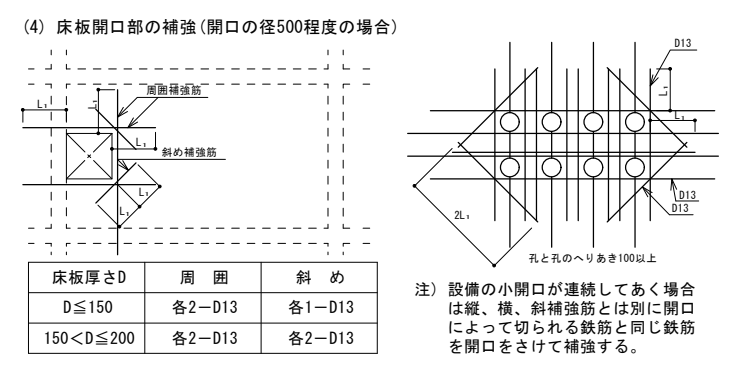 (4) 床板開口部の補強(開口の径500程度の場合)
周囲補強筋
L₁
L₁
斜め補強筋
L₁
L₁
L₁
D13
L₁
L₁
2L₁
D13
D13
孔と孔のへりあき100以上
床板厚さD 周 囲 斜 め
D≦150 各2－D13 各1－D13
150＜D≦200 各2－D13 各2－D13
注) 設備の小開口が連続してあく場合
は縦、横、斜補強筋とは別に開口
によって切られる鉄筋と同じ鉄筋
を開口をさけて補強する。